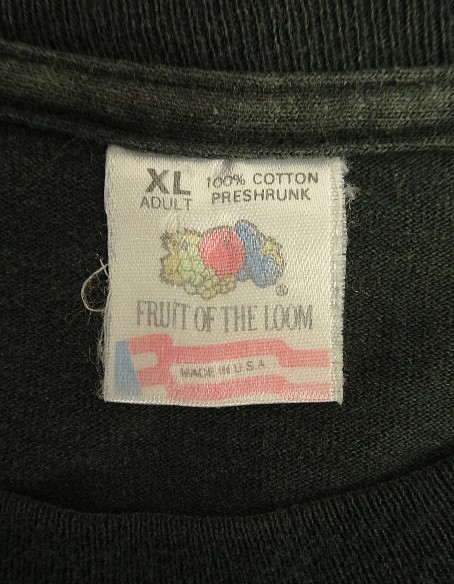 XL 100% COTTON
ADULT PRESHRUNK
®
FRUIT OF THE LOOM
MADE IN U.S.A.